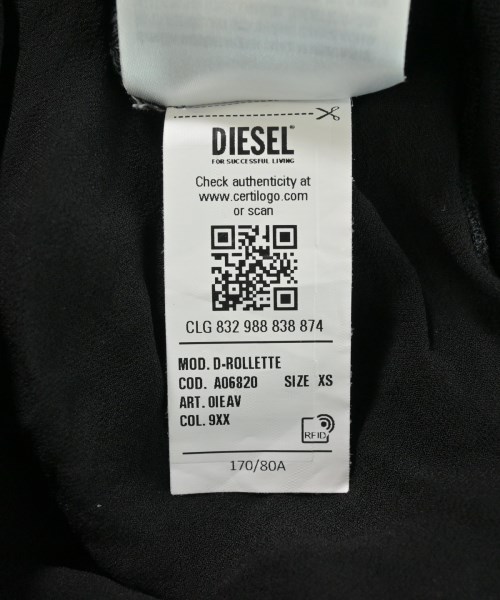 DIESEL®
FOR SUCCESSFUL LIVING
Check authenticity at
www.certilogo.com
or scan
CLG 832 988 838 874
MOD. D-ROLLETTE
COD. A06820 SIZE XS
ART. 0IEAV
COL. 9XX
RFID
170/80A